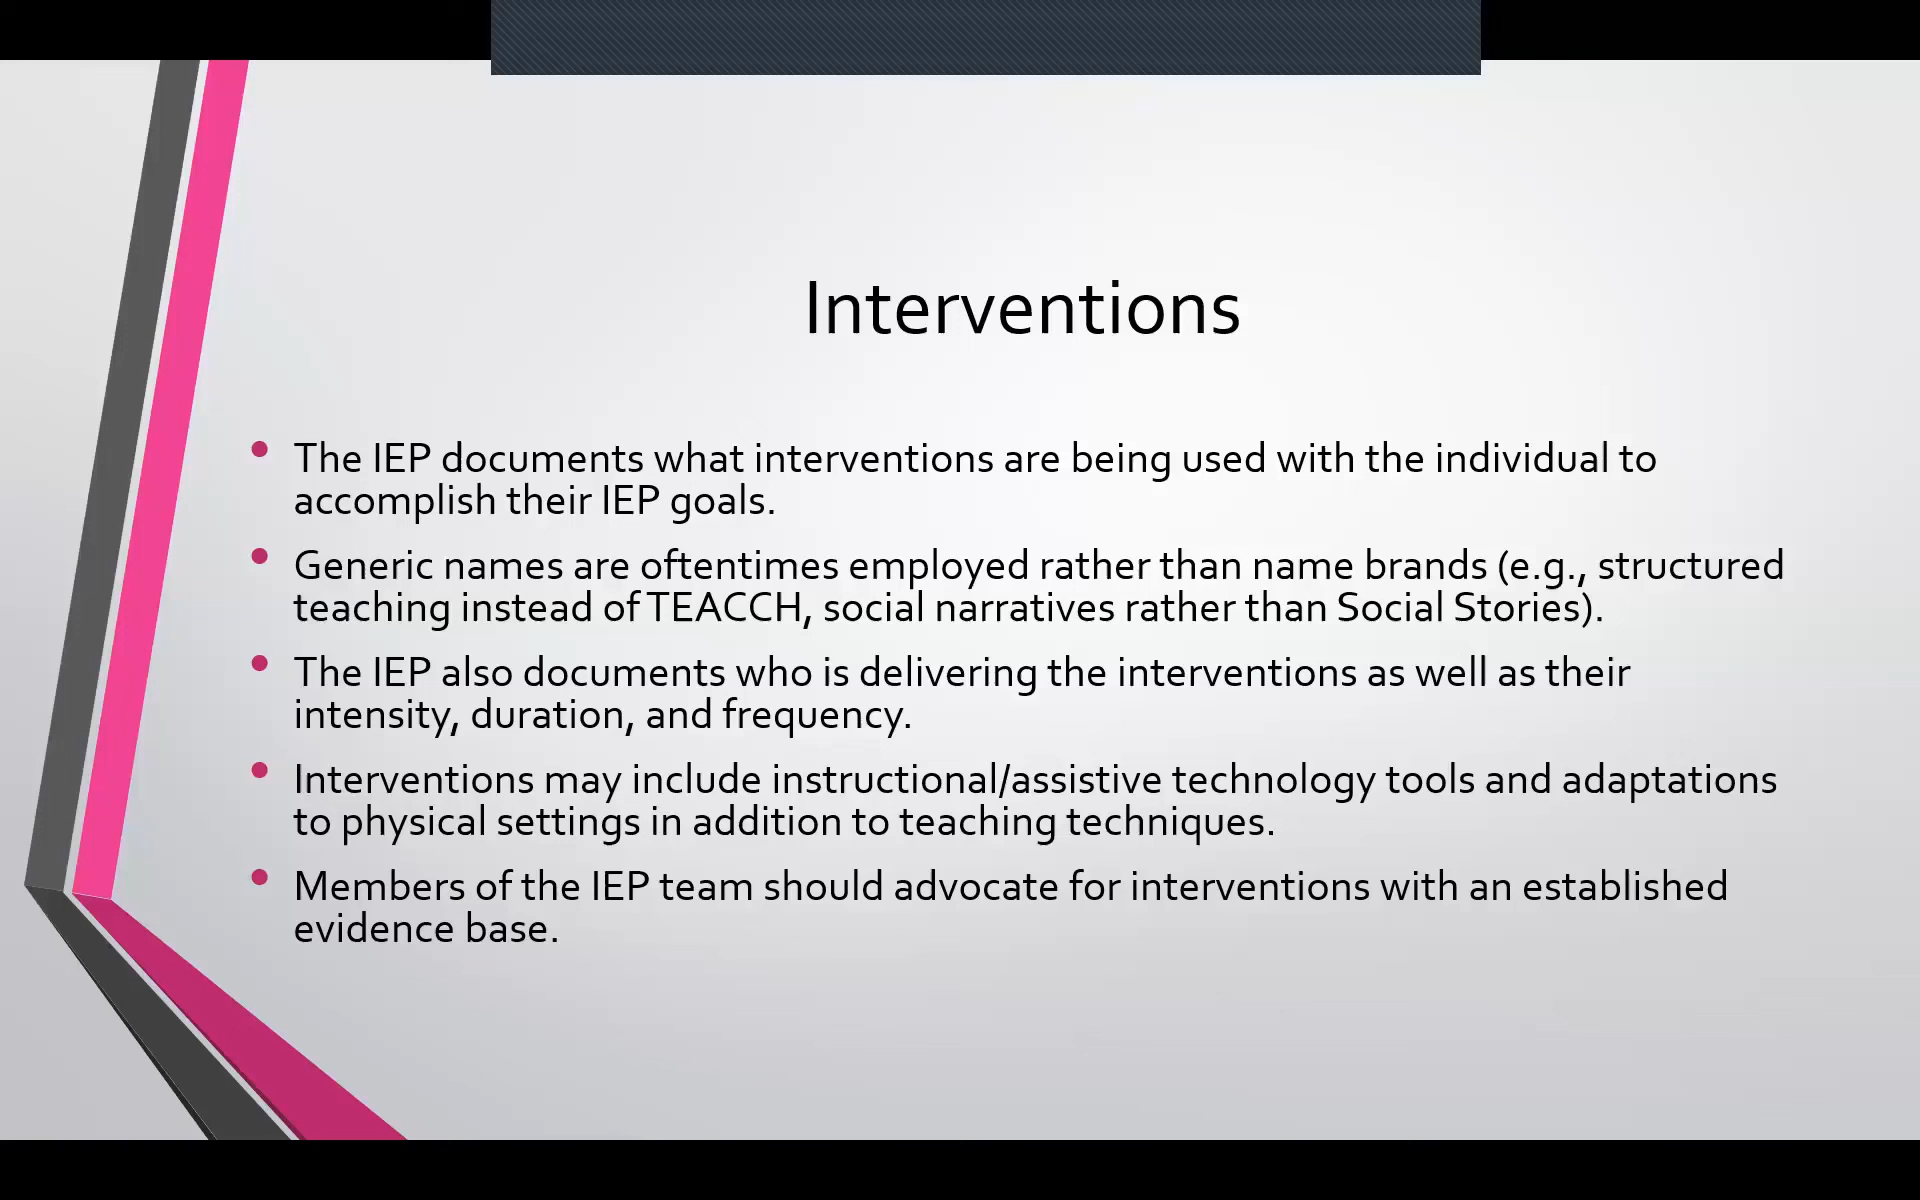 Interventions
• The IEP documents what interventions are being used with the individual to
accomplish their IEP goals.
• Generic names are oftentimes employed rather than name brands (e.g., structured
teaching instead of TEACCH, social narratives rather than Social Stories).
• The IEP also documents who is delivering the interventions as well as their
intensity, duration, and frequency.
• Interventions may include instructional/assistive technology tools and adaptations
to physical settings in addition to teaching techniques.
• Members of the IEP team should advocate for interventions with an established
evidence base.